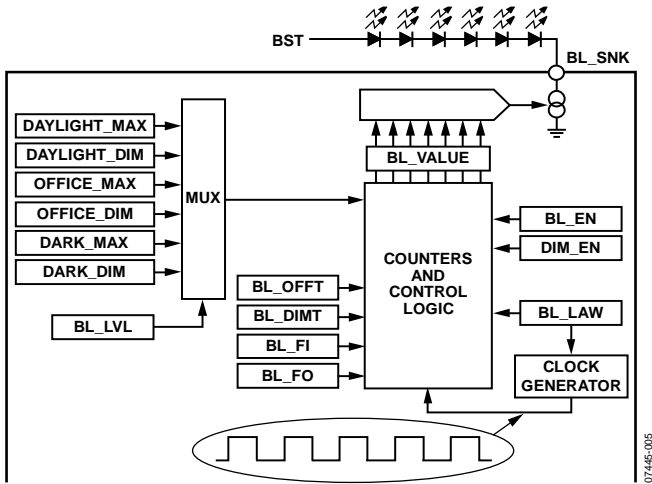 BST
BL_SNK
DAYLIGHT_MAX
DAYLIGHT_DIM
OFFICE_MAX
OFFICE_DIM
DARK_MAX
DARK_DIM
MUX
BL_LVL
BL_VALUE
COUNTERS
AND
CONTROL
LOGIC
BL_EN
DIM_EN
BL_OFFT
BL_DIMT
BL_FI
BL_FO
BL_LAW
CLOCK
GENERATOR
07445-005